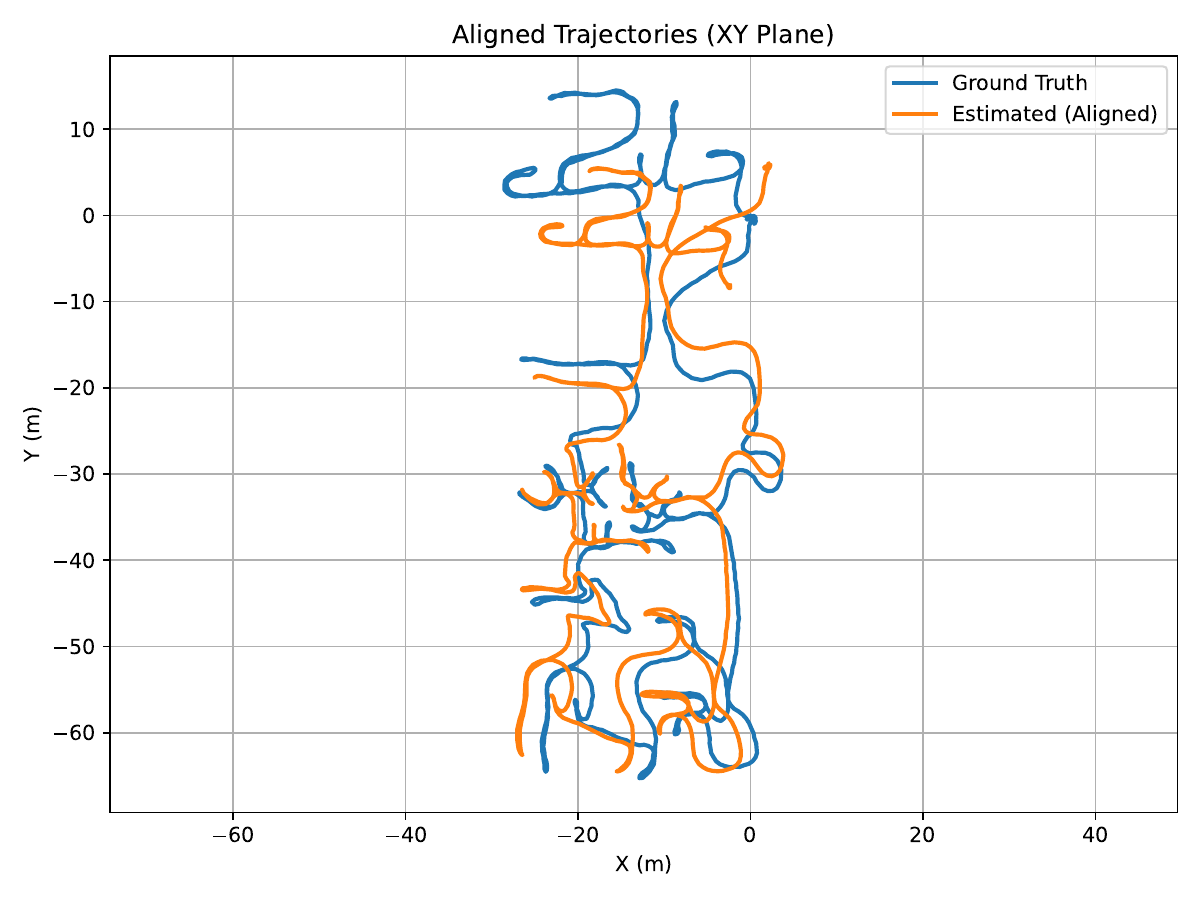 Aligned Trajectories (XY Plane)
Ground Truth
Estimated (Aligned)
10
0
−10
−20
−30
−40
−50
−60
Y (m)
−60
−40
−20
0
20
40
X (m)